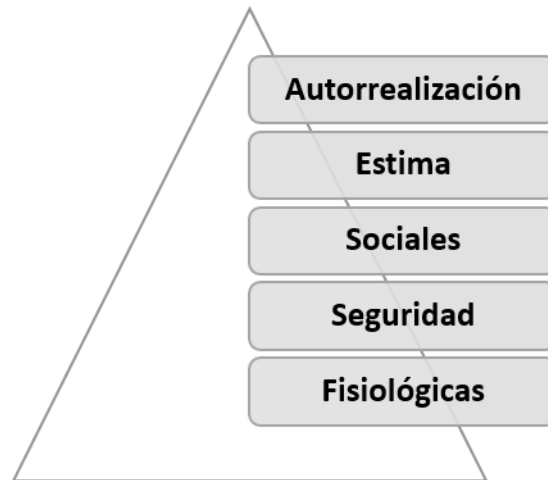 Autorrealización
Estima
Sociales
Seguridad
Fisiológicas